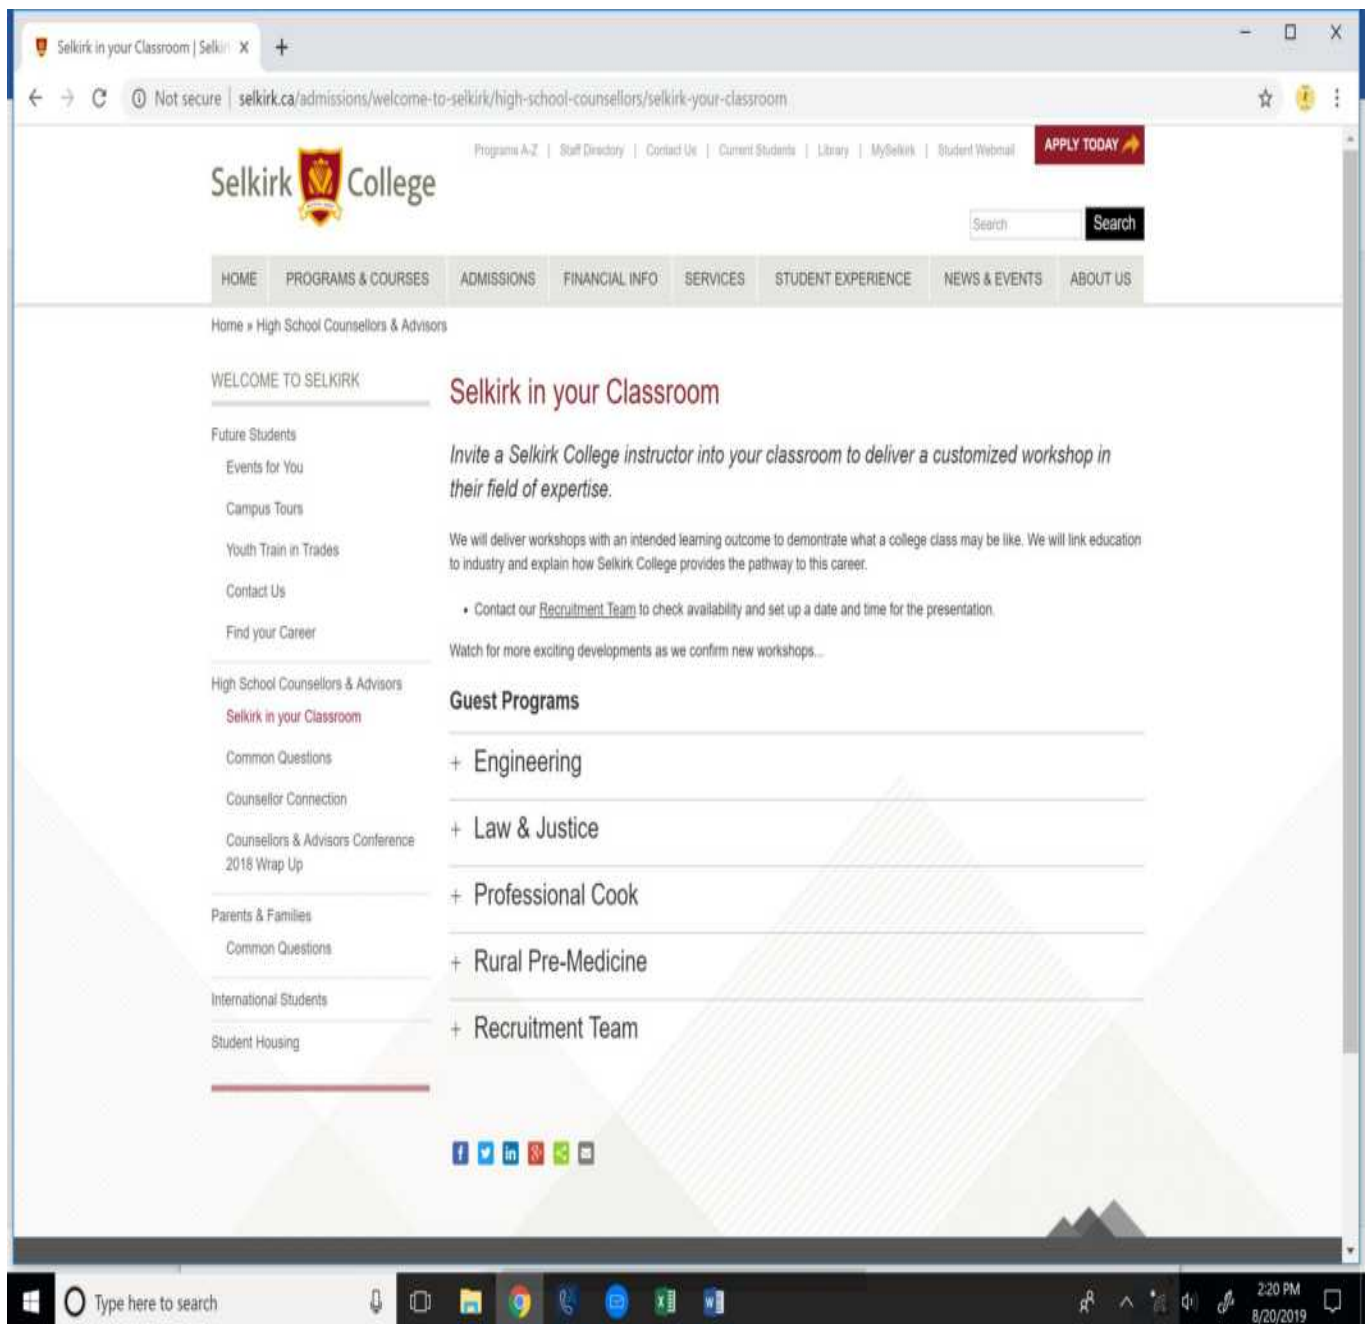 Selkirk in your Classroom | Selkir
Not secure | selkirk.ca/admissions/welcome-to-selkirk/high-school-counsellors/selkirk-your-classroom
Programs A-Z | Staff Directory | Contact Us | Current Students | Library | MySelkirk | Student Webmail
APPLY TODAY
Selkirk College
Search
Search
HOME PROGRAMS & COURSES ADMISSIONS FINANCIAL INFO SERVICES STUDENT EXPERIENCE NEWS & EVENTS ABOUT US
Home » High School Counsellors & Advisors
WELCOME TO SELKIRK
Future Students
Events for You
Campus Tours
Youth Train in Trades
Contact Us
Find your Career
High School Counsellors & Advisors
Selkirk in your Classroom
Common Questions
Counsellor Connection
Counsellors & Advisors Conference
2018 Wrap Up
Parents & Families
Common Questions
International Students
Student Housing
Selkirk in your Classroom
Invite a Selkirk College instructor into your classroom to deliver a customized workshop in
their field of expertise.
We will deliver workshops with an intended learning outcome to demontrate what a college class may be like. We will link education
to industry and explain how Selkirk College provides the pathway to this career.
• Contact our Recruitment Team to check availability and set up a date and time for the presentation.
Watch for more exciting developments as we confirm new workshops...
Guest Programs
+ Engineering
+ Law & Justice
+ Professional Cook
+ Rural Pre-Medicine
+ Recruitment Team
Type here to search
2:20 PM
8/20/2019